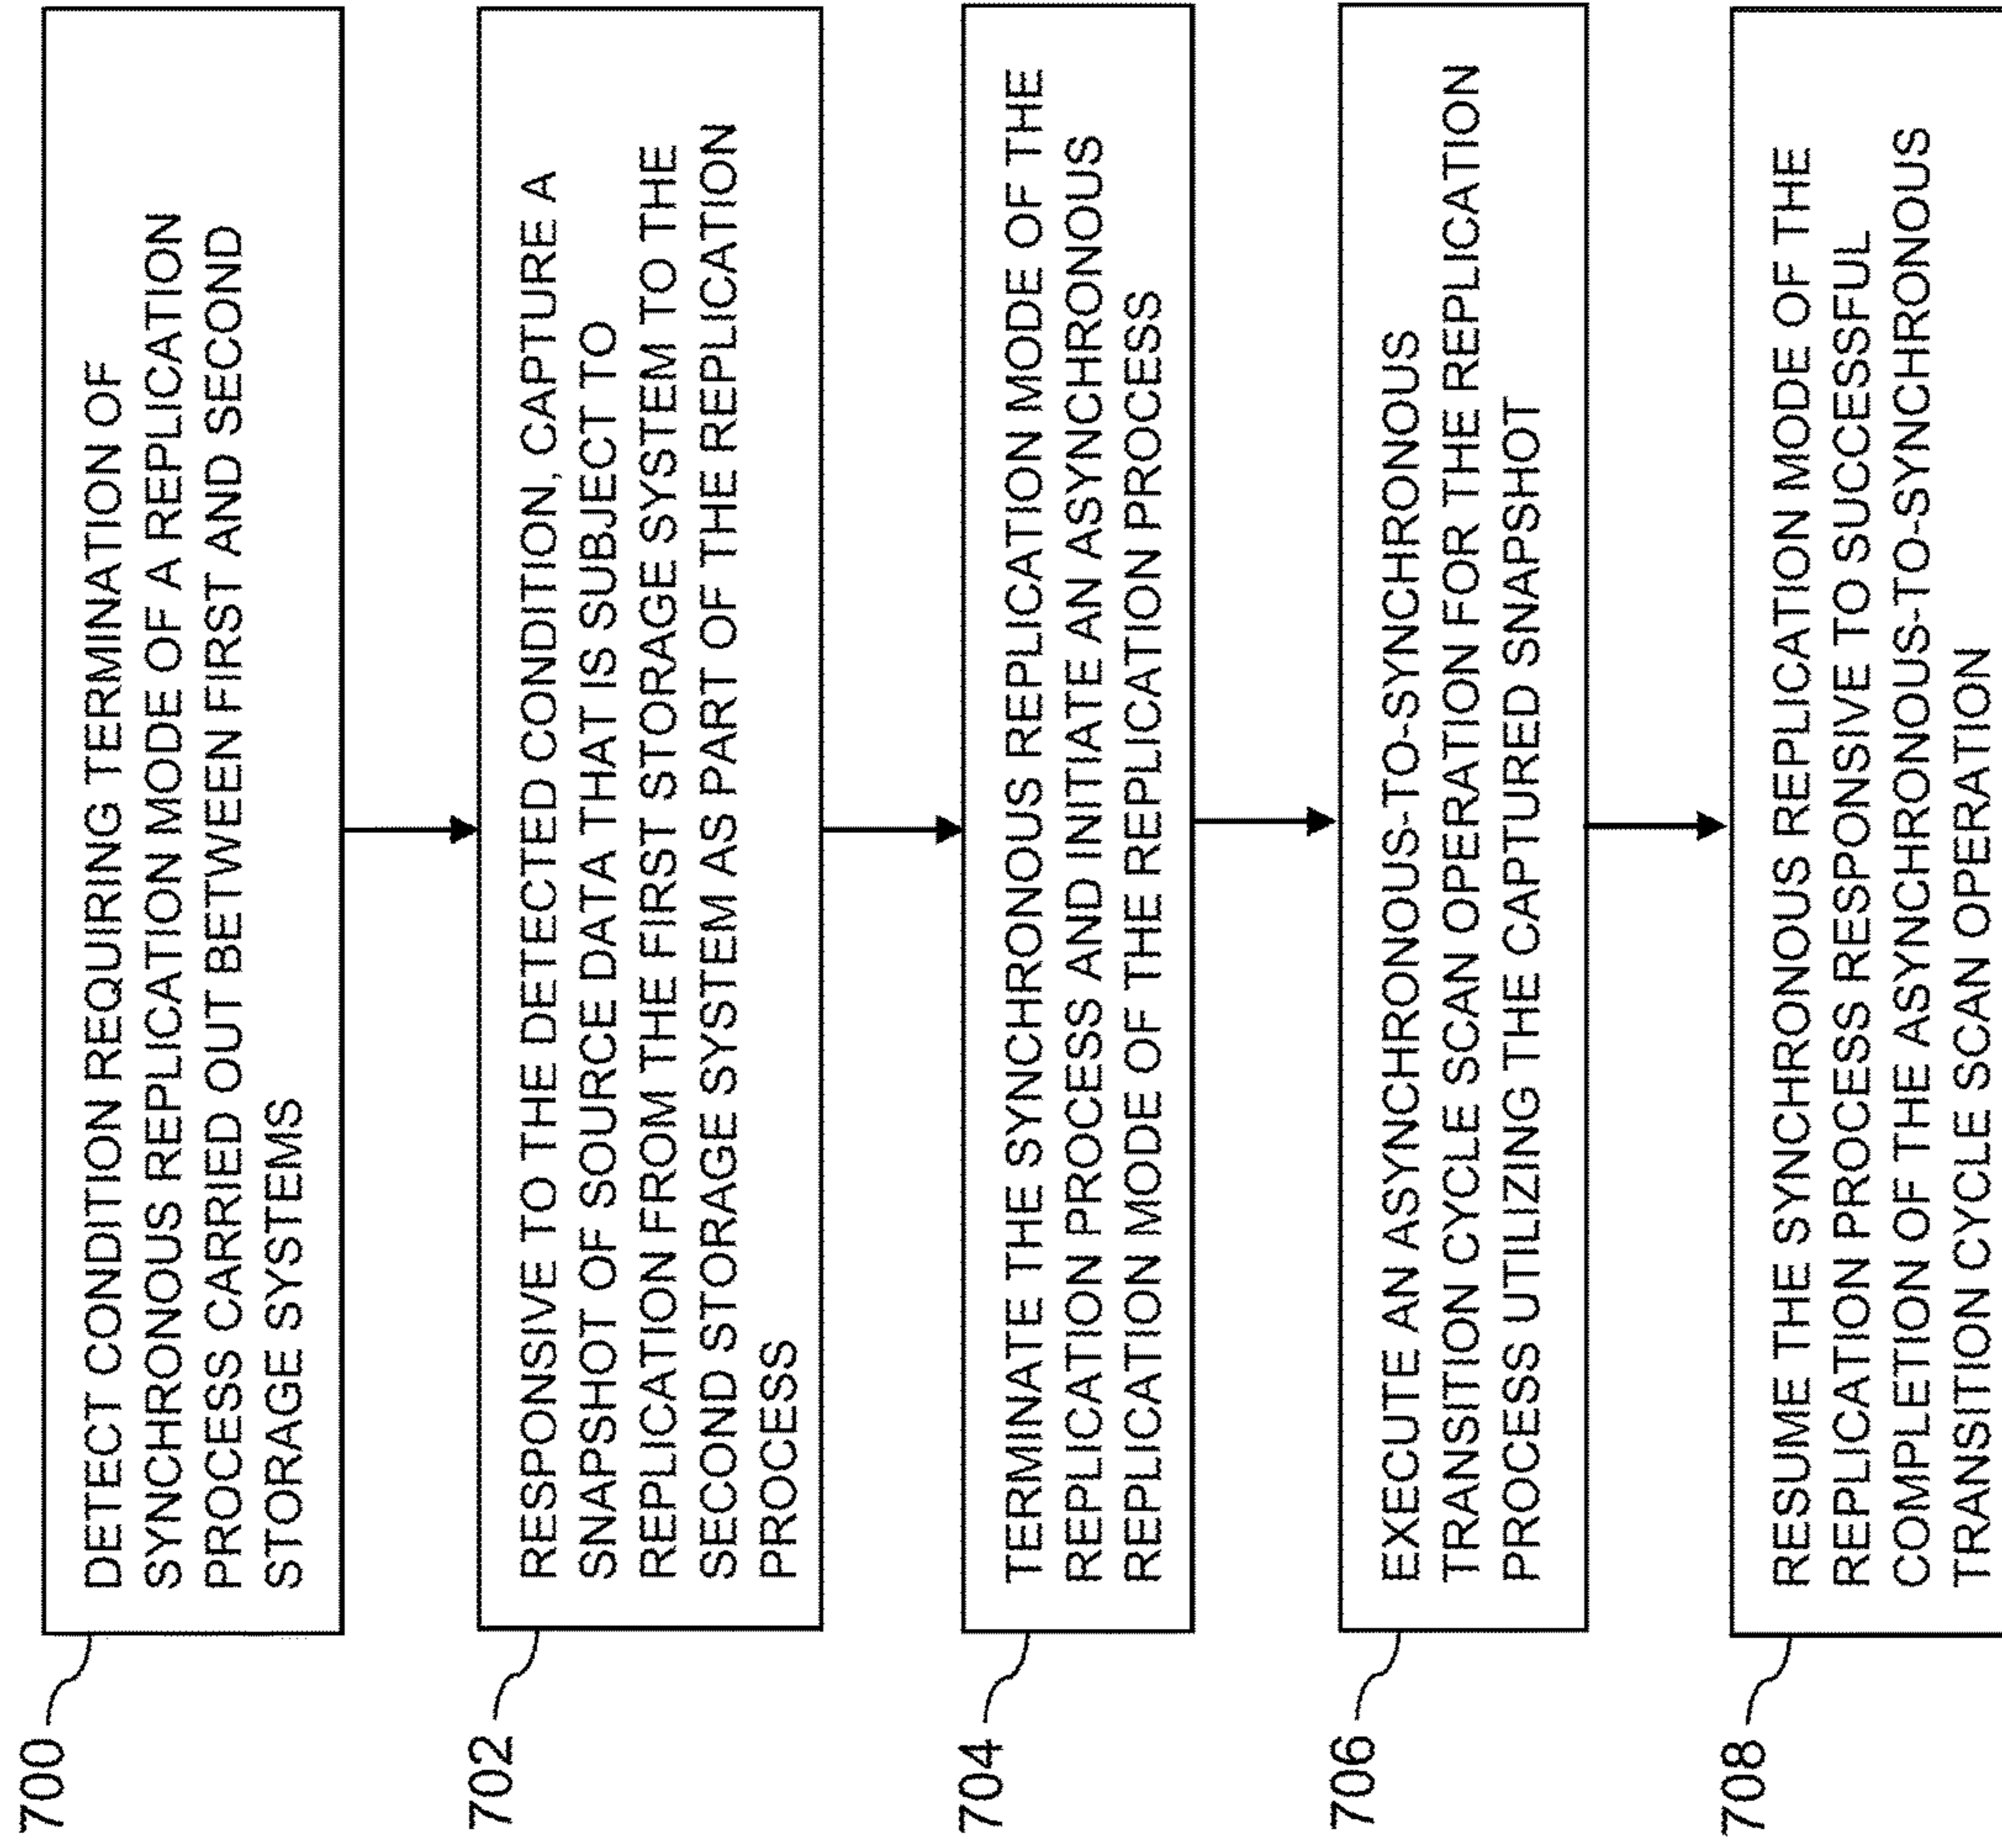 700
DETECT CONDITION REQUIRING TERMINATION OF
SYNCHRONOUS REPLICATION MODE OF A REPLICATION
PROCESS CARRIED OUT BETWEEN FIRST AND SECOND
STORAGE SYSTEMS
702
RESPONSIVE TO THE DETECTED CONDITION, CAPTURE A
SNAPSHOT OF SOURCE DATA THAT IS SUBJECT TO
REPLICATION FROM THE FIRST STORAGE SYSTEM TO THE
SECOND STORAGE SYSTEM AS PART OF THE REPLICATION
PROCESS
704
TERMINATE THE SYNCHRONOUS REPLICATION MODE OF THE
REPLICATION PROCESS AND INITIATE AN ASYNCHRONOUS
REPLICATION MODE OF THE REPLICATION PROCESS
706
EXECUTE AN ASYNCHRONOUS-TO-SYNCHRONOUS
TRANSITION CYCLE SCAN OPERATION FOR THE REPLICATION
PROCESS UTILIZING THE CAPTURED SNAPSHOT
708
RESUME THE SYNCHRONOUS REPLICATION MODE OF THE
REPLICATION PROCESS RESPONSIVE TO SUCCESSFUL
COMPLETION OF THE ASYNCHRONOUS-TO-SYNCHRONOUS
TRANSITION CYCLE SCAN OPERATION